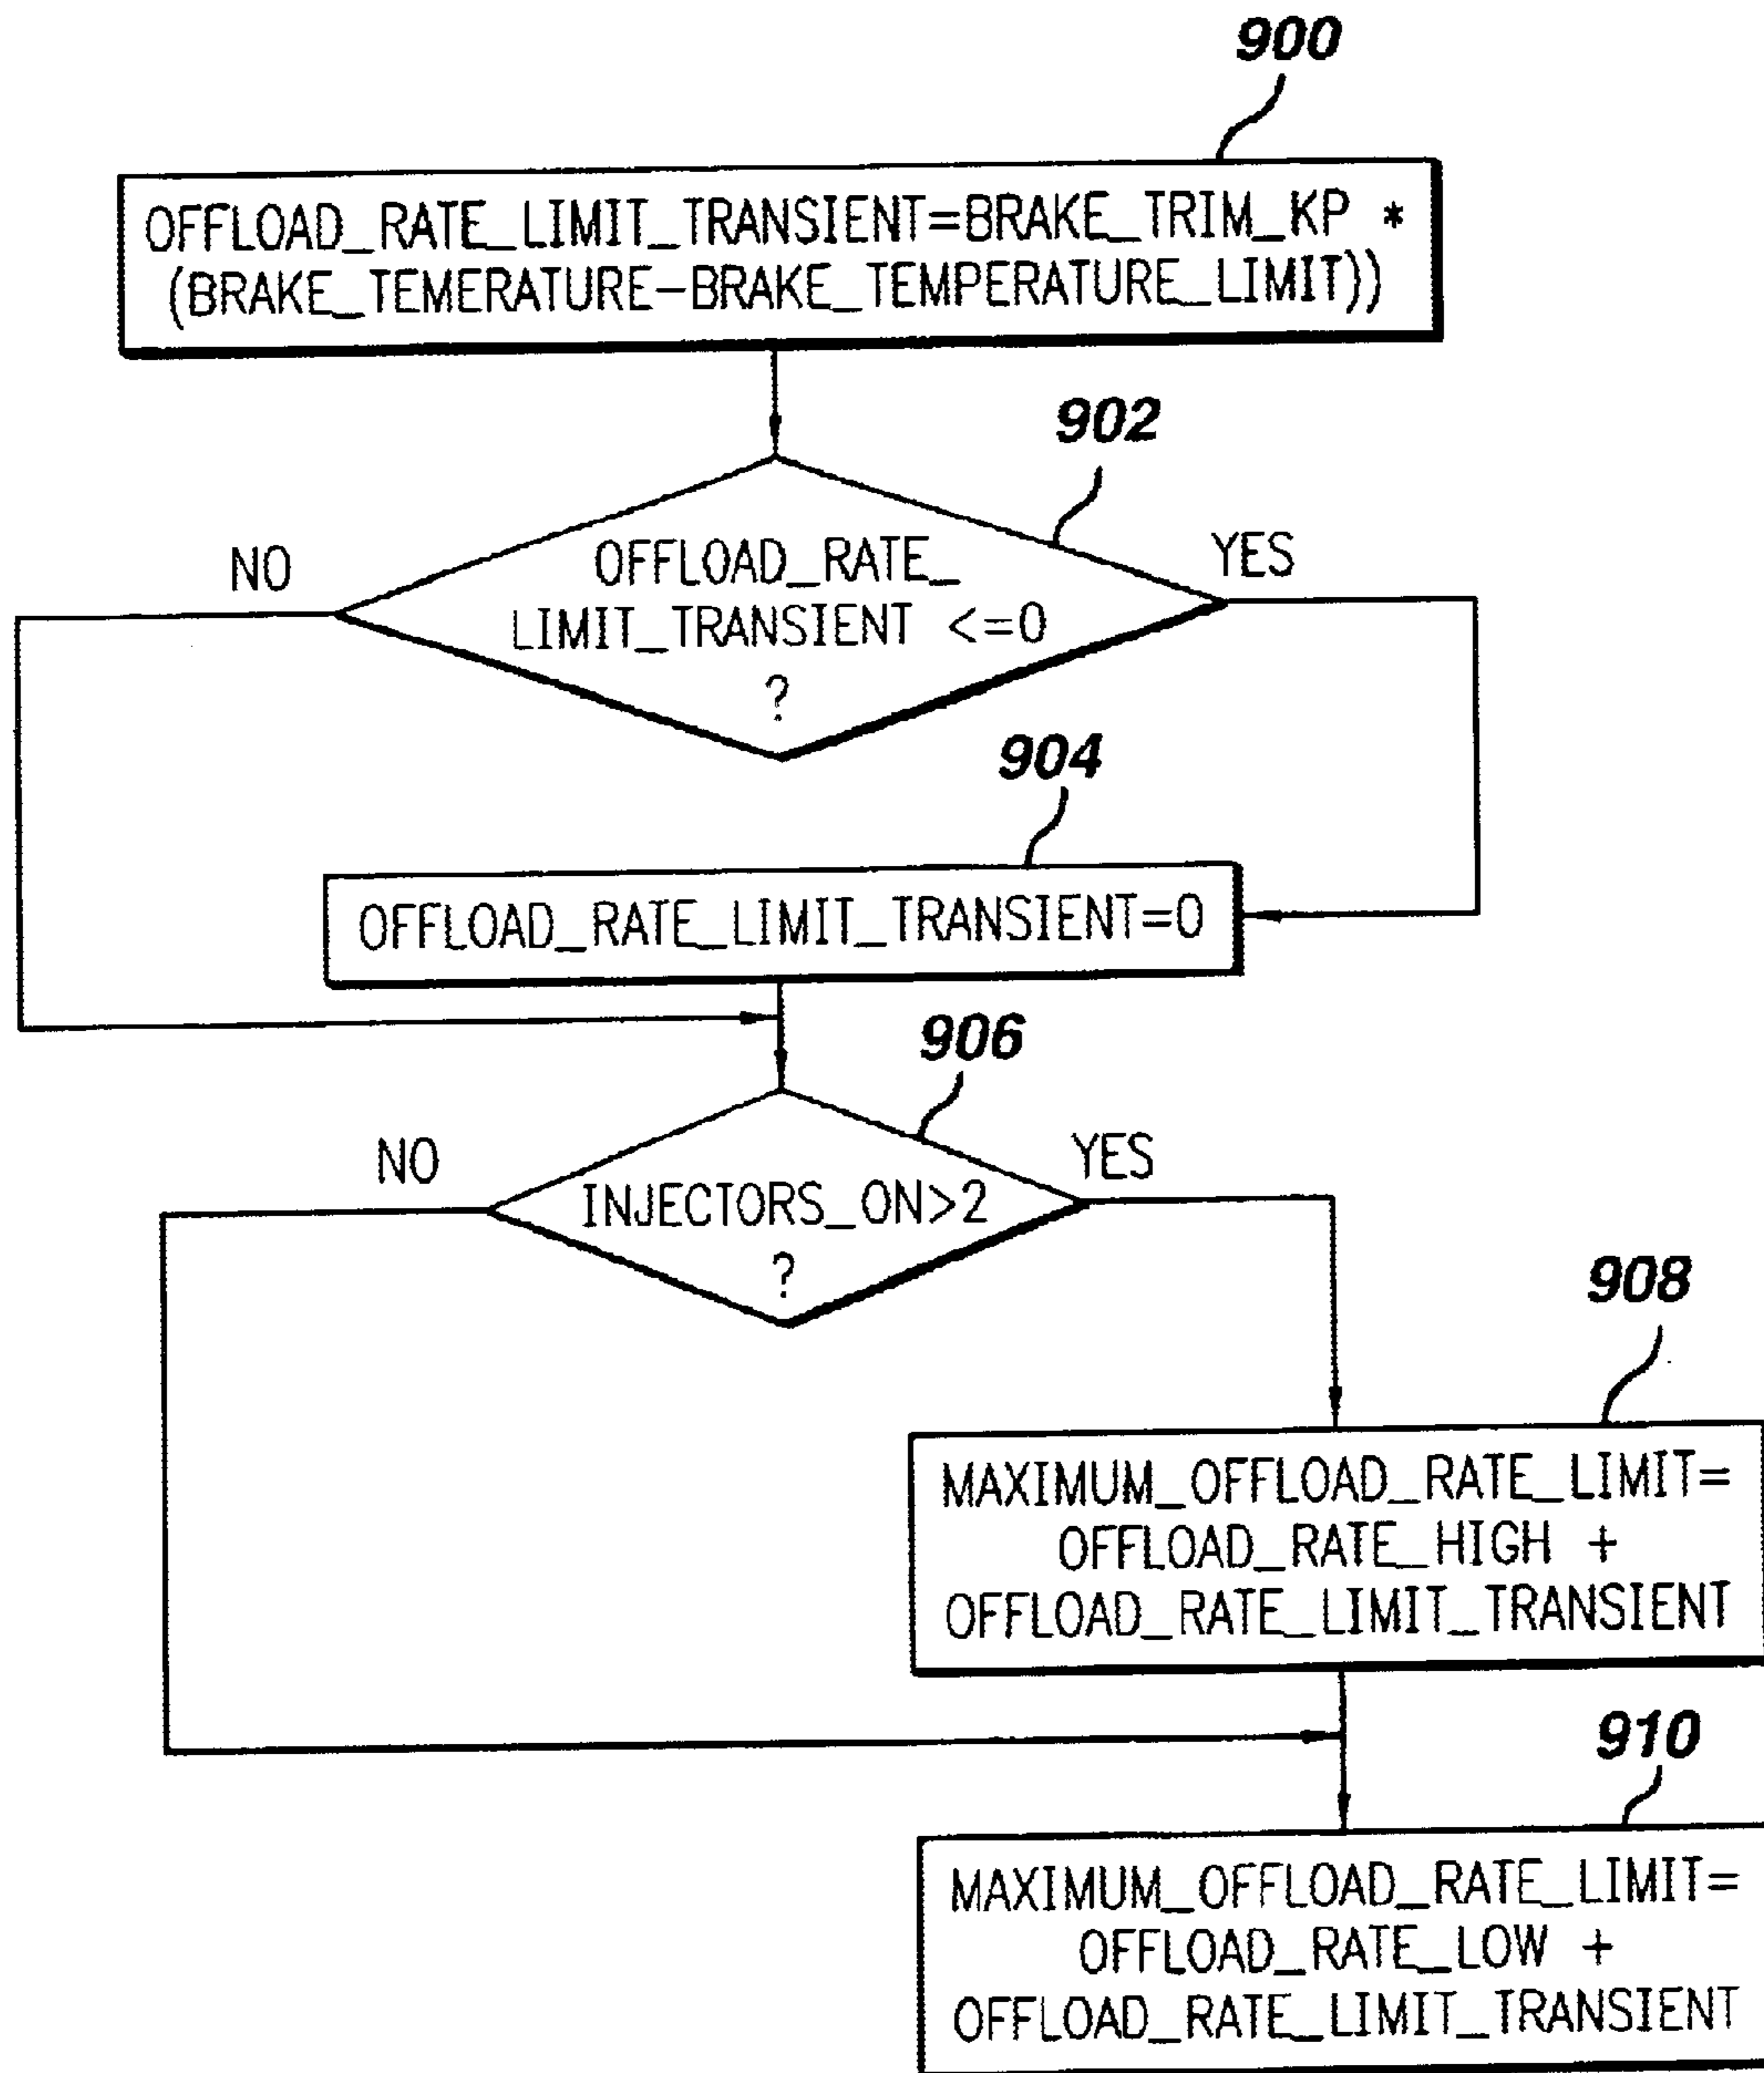 900
OFFLOAD_RATE_LIMIT_TRANSIENT=BRAKE_TRIM_KP *
(BRAKE_TEMERATURE-BRAKE_TEMPERATURE_LIMIT))
902
NO
YES
OFFLOAD_RATE_
LIMIT_TRANSIENT <=0
?
904
OFFLOAD_RATE_LIMIT_TRANSIENT=0
906
NO
YES
INJECTORS_ON>2
?
908
MAXIMUM_OFFLOAD_RATE_LIMIT=
OFFLOAD_RATE_HIGH +
OFFLOAD_RATE_LIMIT_TRANSIENT
910
MAXIMUM_OFFLOAD_RATE_LIMIT=
OFFLOAD_RATE_LOW +
OFFLOAD_RATE_LIMIT_TRANSIENT